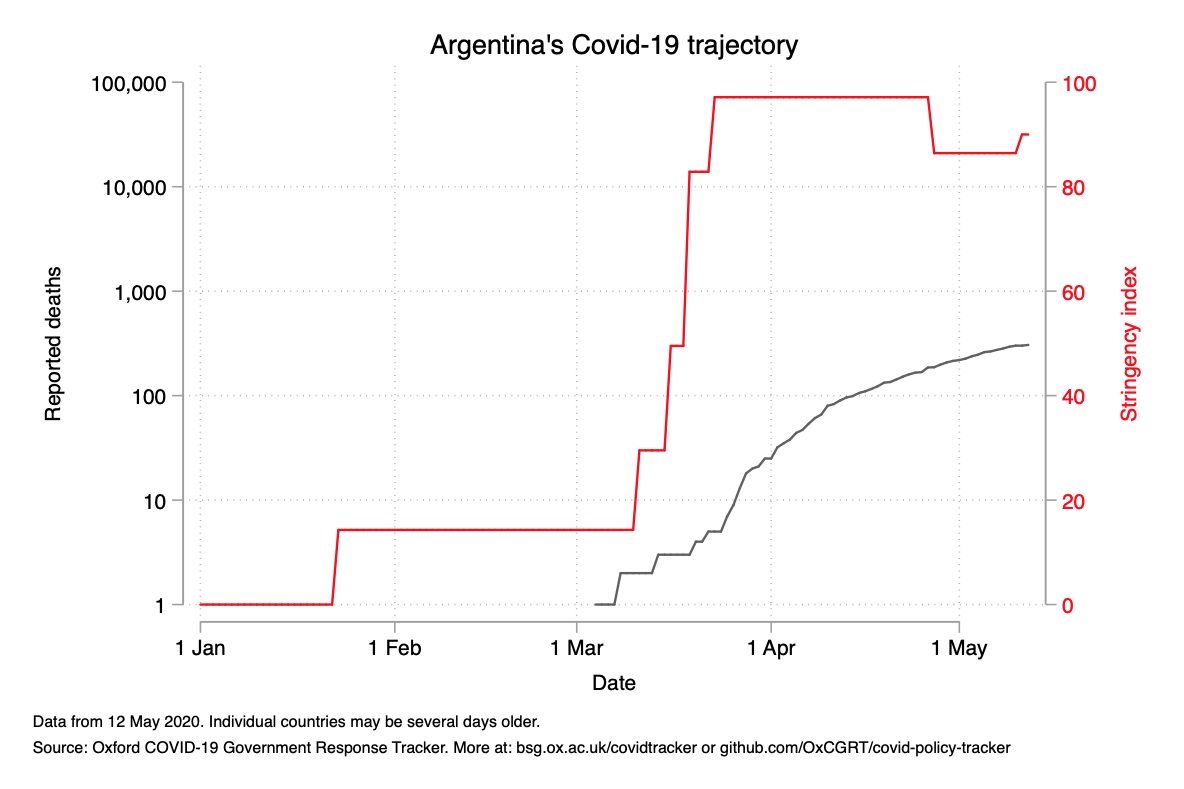 Argentina's Covid-19 trajectory
100,000
10,000
1,000
100
10
1
Reported deaths
100
80
60
40
20
0
Stringency index
1 Jan
1 Feb
1 Mar
1 Apr
1 May
Date
Data from 12 May 2020. Individual countries may be several days older.
Source: Oxford COVID-19 Government Response Tracker. More at: bsg.ox.ac.uk/covidtracker or github.com/OxCGRT/covid-policy-tracker